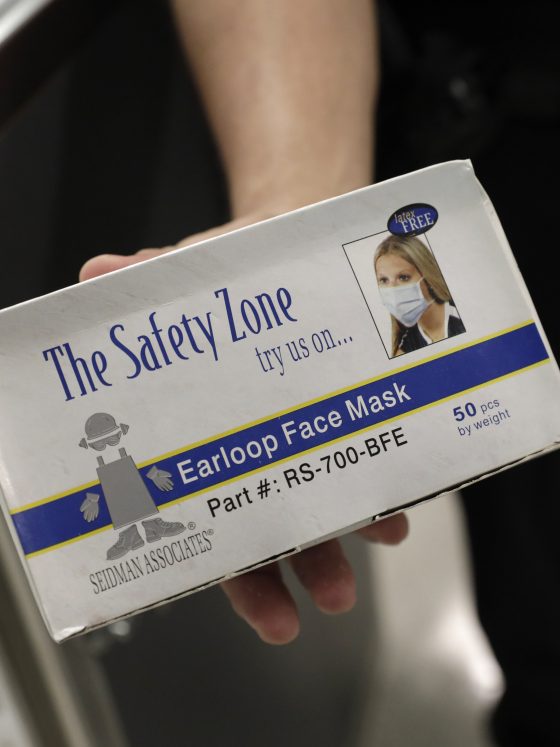 latex
FREE
The Safety Zone
try us on...
Earloop Face Mask
50 pcs
by weight
Part #: RS-700-BFE
SEIDMAN ASSOCIATES®
®